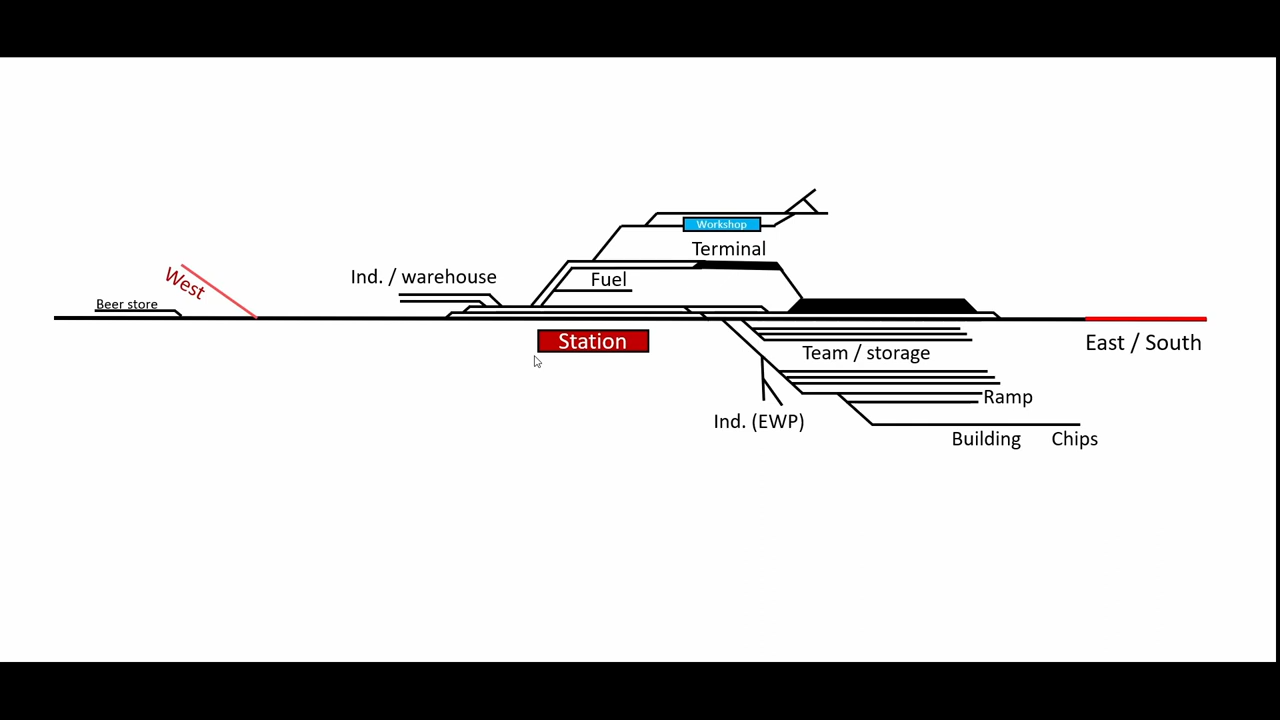 Workshop
Terminal
Ind. / warehouse
Fuel
West
Beer store
Station
East / South
Team / storage
Ramp
Ind. (EWP)
Building
Chips